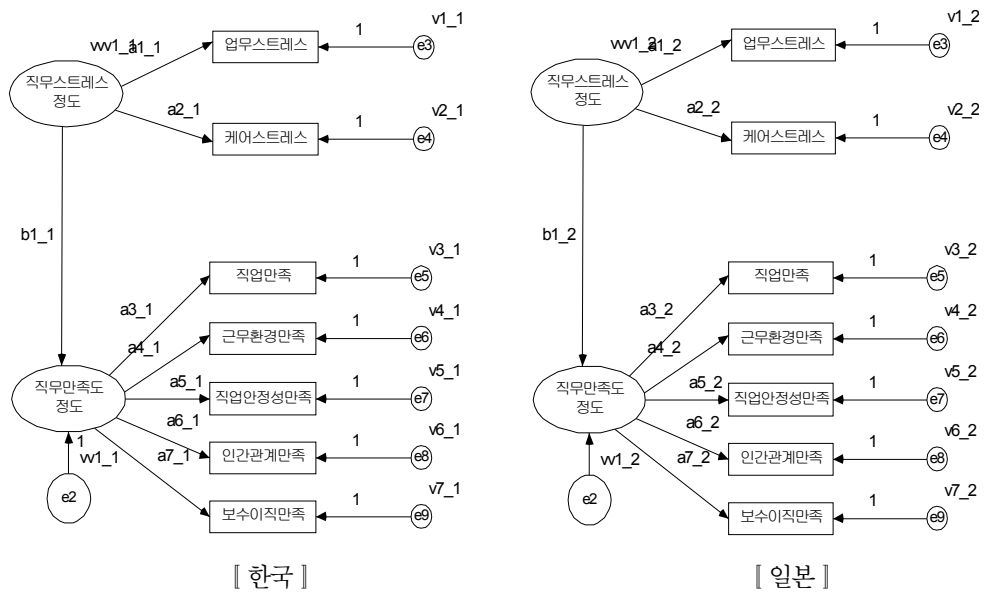 vvv1_1
a1_1
업무스트레스
1
v1_1
e3
직무스트레스
정도
a2_1
케어스트레스
1
v2_1
e4
b1_1
a3_1
직업만족
1
v3_1
e5
a4_1
근무환경만족
1
v4_1
e6
직무만족도
정도
a5_1
직업안정성만족
1
v5_1
e7
a6_1
인간관계만족
1
v6_1
e8
a7_1
보수이직만족
1
v7_1
e9
1
vv1_1
e2
〚 한국 〛
vvv1_2
a1_2
업무스트레스
1
v1_2
e3
직무스트레스
정도
a2_2
케어스트레스
1
v2_2
e4
b1_2
a3_2
직업만족
1
v3_2
e5
a4_2
근무환경만족
1
v4_2
e6
직무만족도
정도
a5_2
직업안정성만족
1
v5_2
e7
a6_2
인간관계만족
1
v6_2
e8
a7_2
보수이직만족
1
v7_2
e9
vv1_2
e2
〚 일본 〛